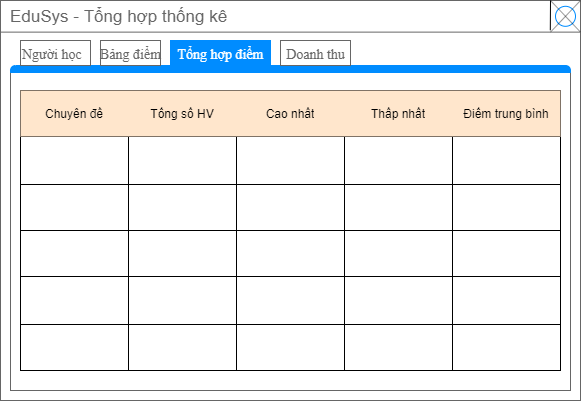 EduSys - Tổng hợp thống kê
Người học Bảng điểm Tổng hợp điểm Doanh thu
Chuyên đề Tổng số HV Cao nhất Thấp nhất Điểm trung bình